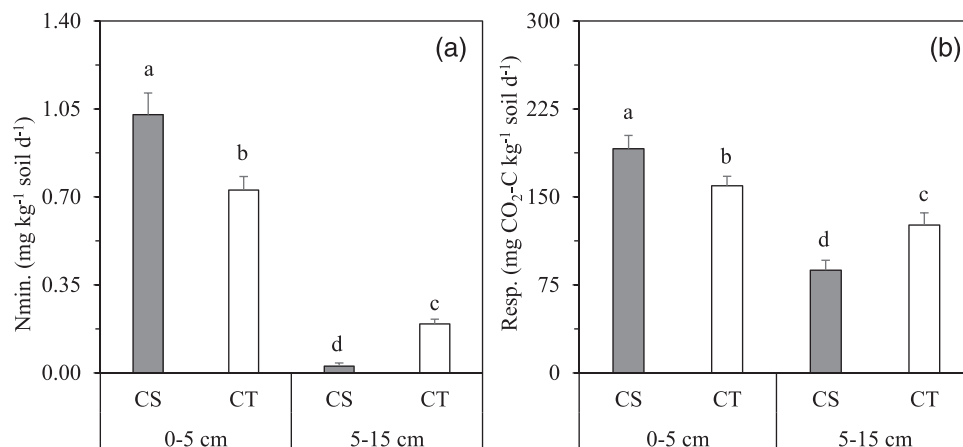 (a)
Nmin. (mg kg⁻¹ soil d⁻¹)
1.40
1.05
0.70
0.35
0.00
a
b
d
c
CS CT CS CT
0-5 cm 5-15 cm
(b)
Resp. (mg CO₂-C kg⁻¹ soil d⁻¹)
300
225
150
75
0
a
b
d
c
CS CT CS CT
0-5 cm 5-15 cm